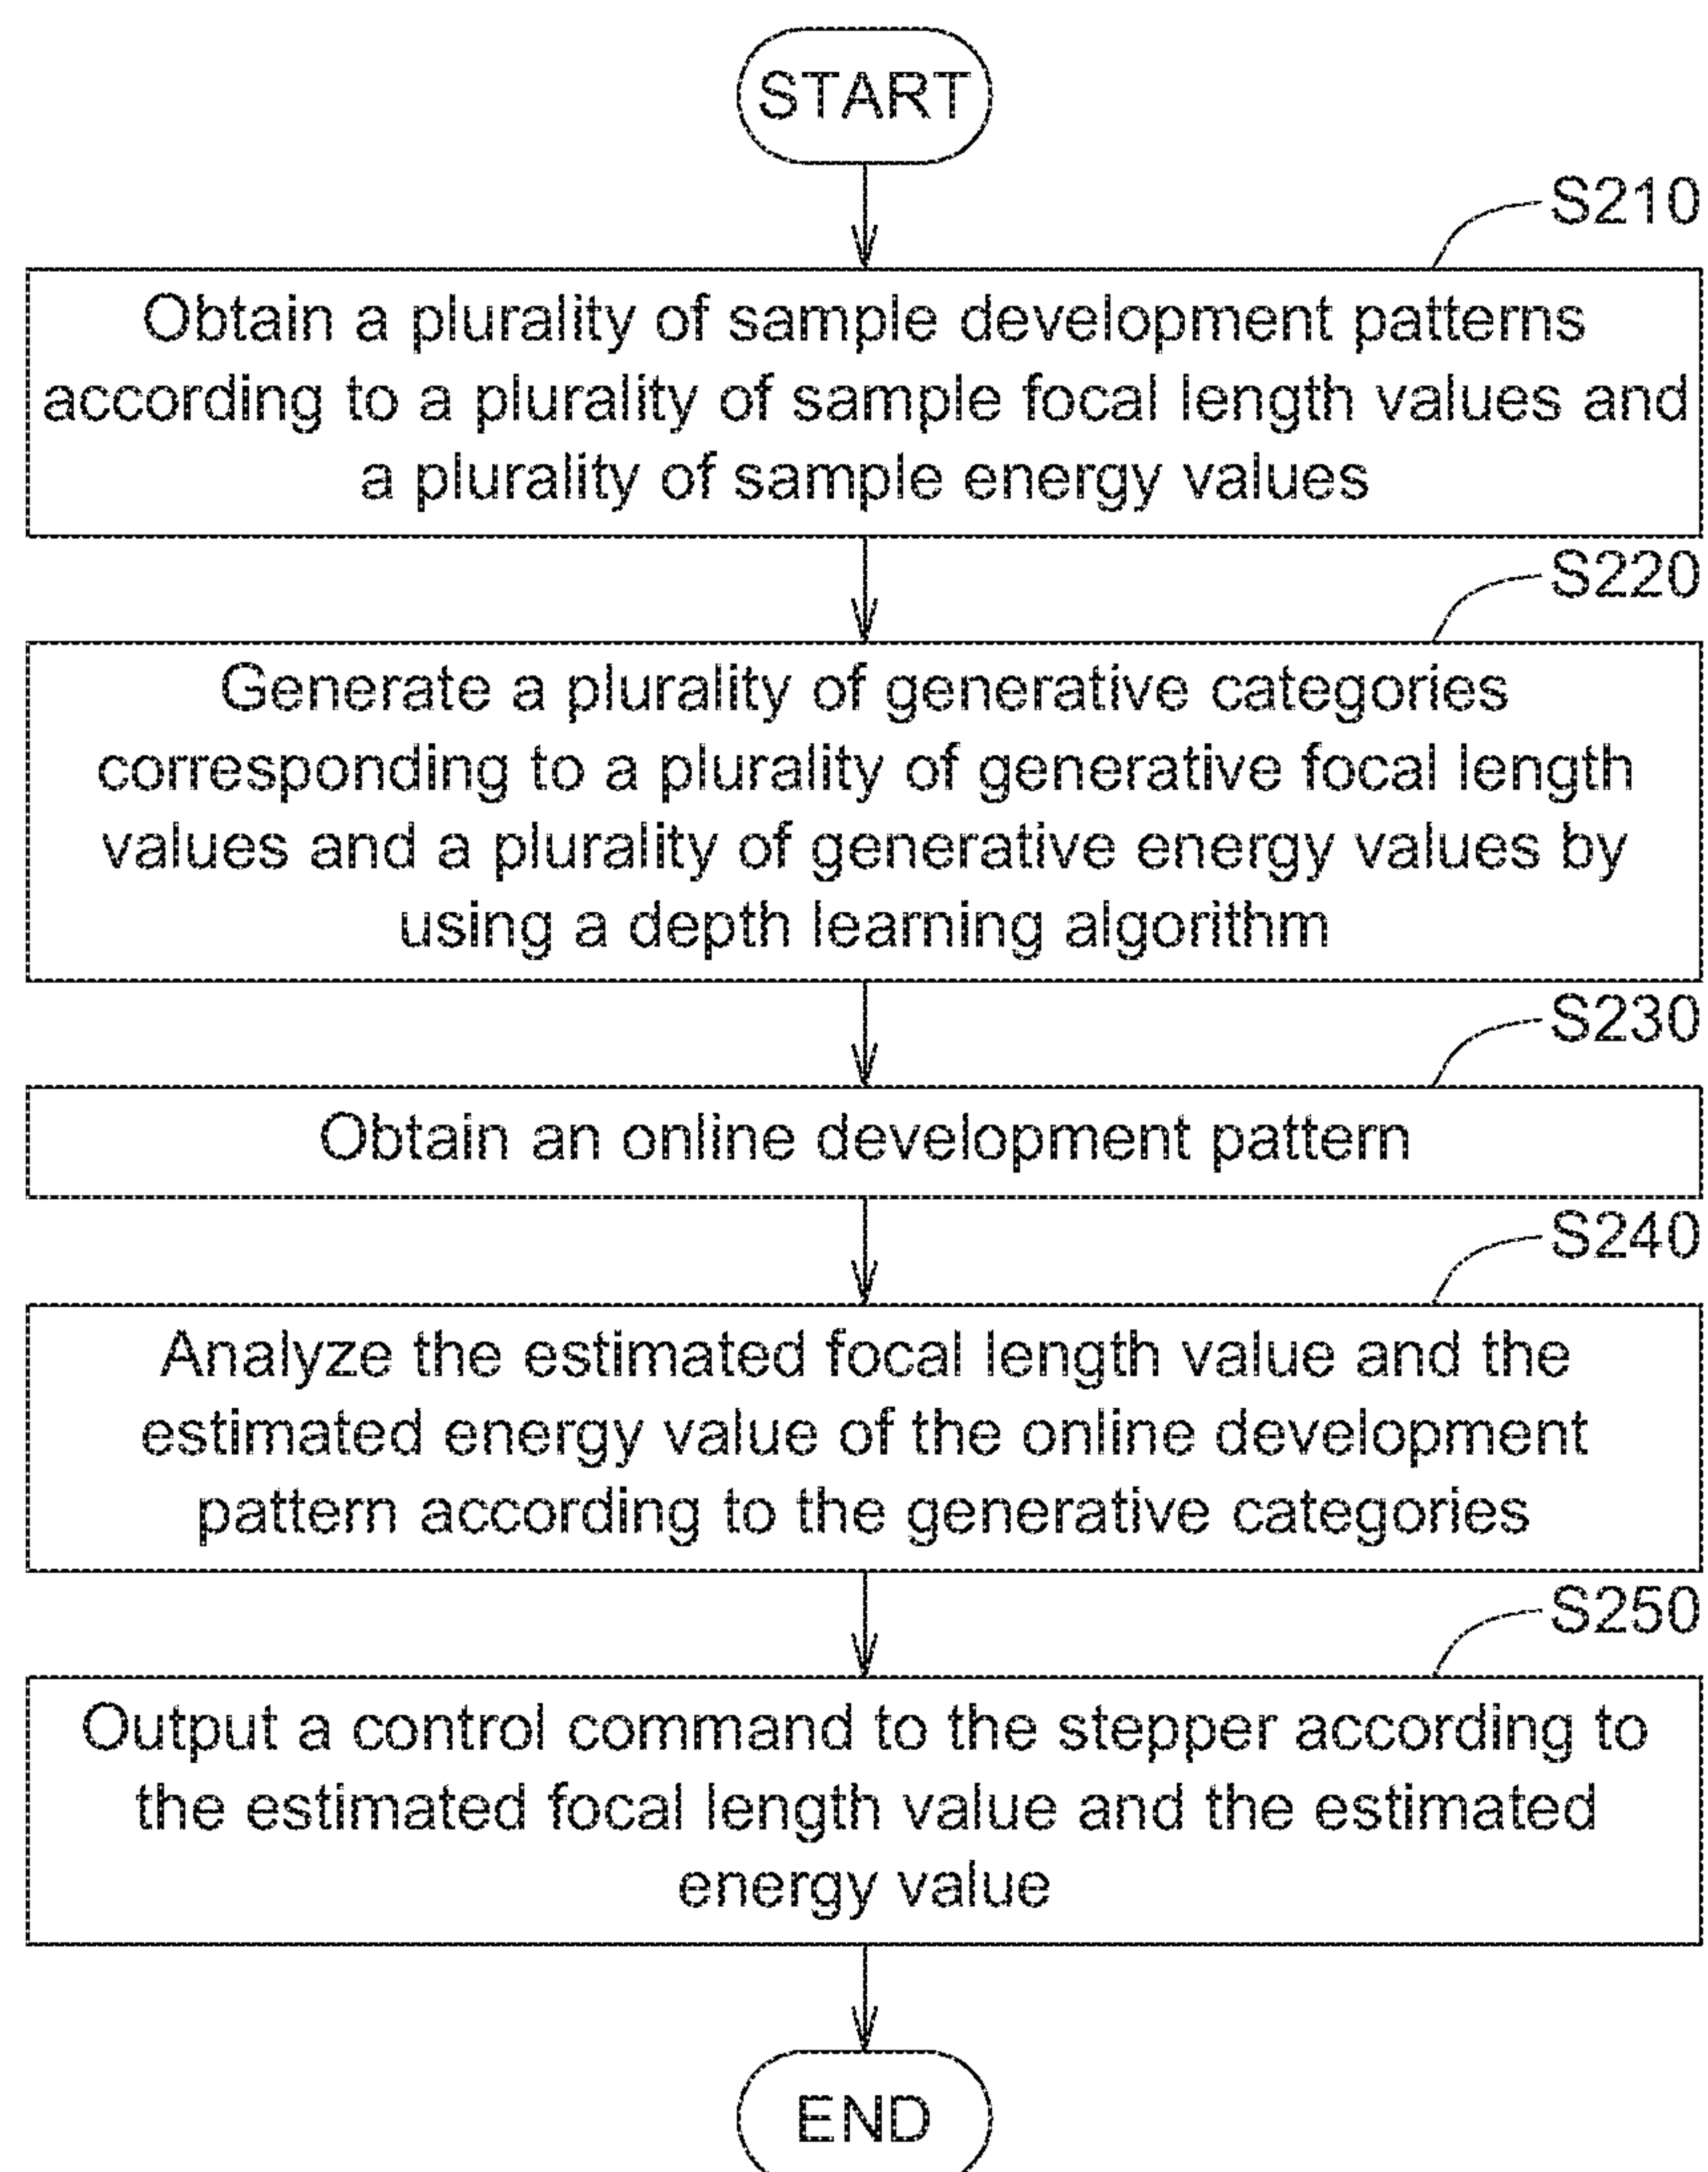 START
S210
Obtain a plurality of sample development patterns
according to a plurality of sample focal length values and
a plurality of sample energy values
S220
Generate a plurality of generative categories
corresponding to a plurality of generative focal length
values and a plurality of generative energy values by
using a depth learning algorithm
S230
Obtain an online development pattern
S240
Analyze the estimated focal length value and the
estimated energy value of the online development
pattern according to the generative categories
S250
Output a control command to the stepper according to
the estimated focal length value and the estimated
energy value
END